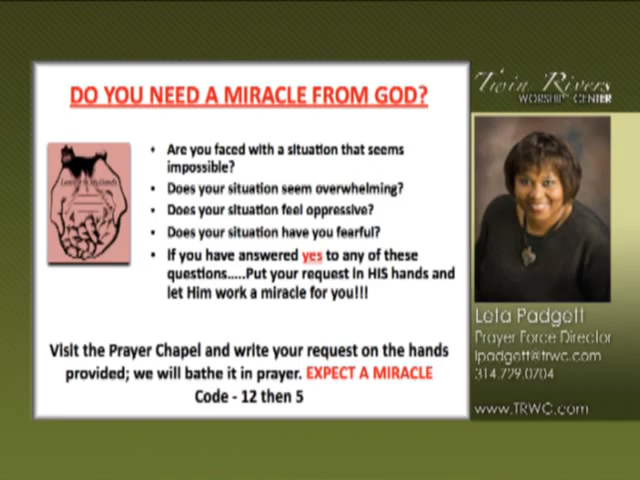 DO YOU NEED A MIRACLE FROM GOD?
• Are you faced with a situation that seems
impossible?
• Does your situation seem overwhelming?
• Does your situation feel oppressive?
• Does your situation have you fearful?
• If you have answered yes to any of these
questions.....Put your request in HIS hands and
let Him work a miracle for you!!!
Visit the Prayer Chapel and write your request on the hands
provided; we will bathe it in prayer. EXPECT A MIRACLE
Code - 12 then 5
Twin Rivers
WORSHIP CENTER
Leta Padgett
Prayer Force Director
lpadgett@trwc.com
314.729.0704
www.TRWC.com